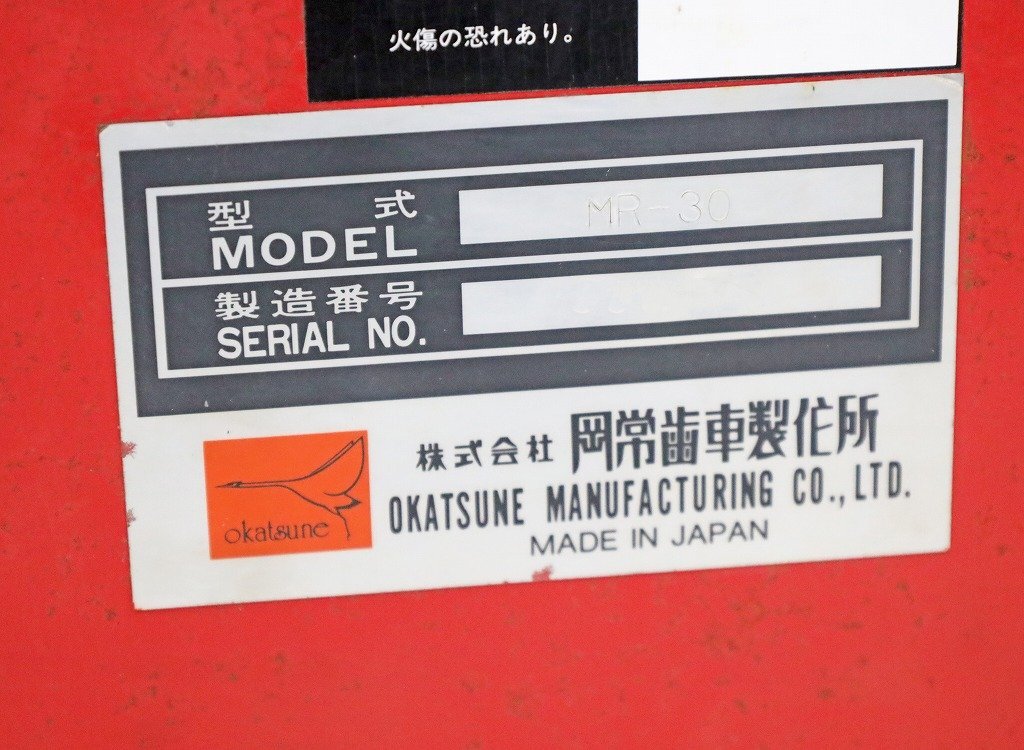 火傷の恐れあり。
型式 MR-30
MODEL
製造番号
SERIAL NO.
okatsune
株式会社 岡常歯車製作所
OKATSUNE MANUFACTURING CO., LTD.
MADE IN JAPAN